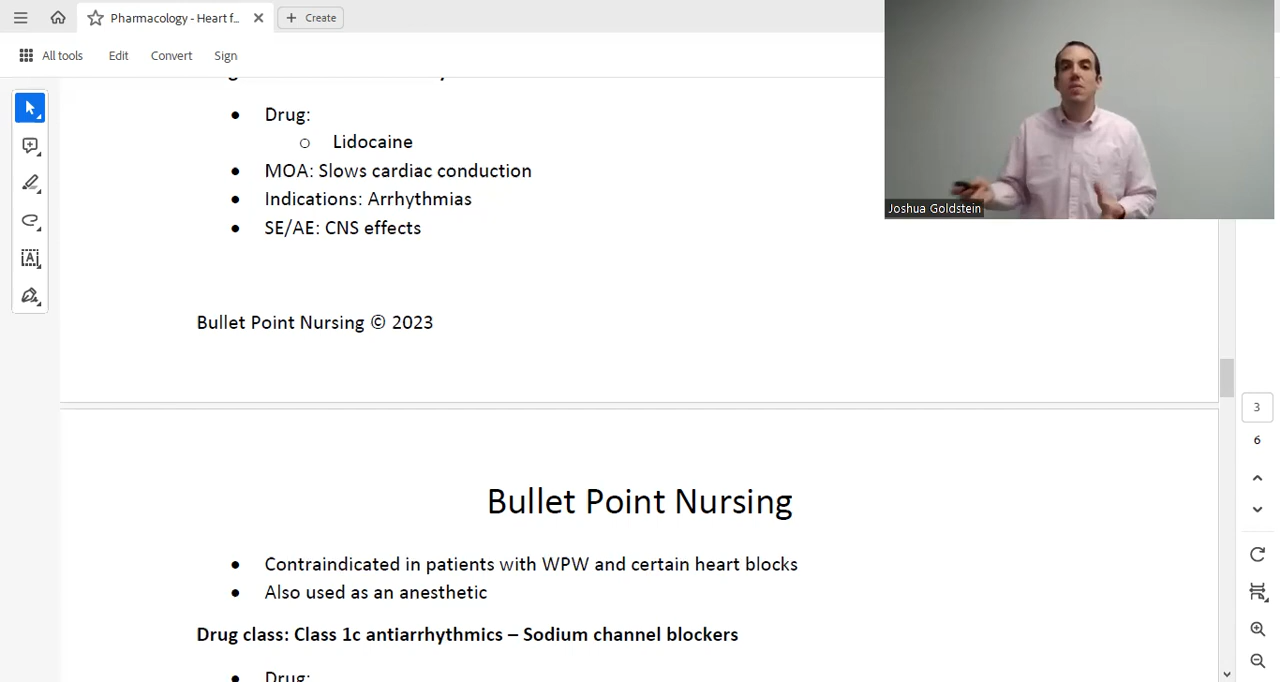 Pharmacology - Heart f...
Create
All tools
Edit
Convert
Sign
Joshua Goldstein
• Drug:
o Lidocaine
• MOA: Slows cardiac conduction
• Indications: Arrhythmias
• SE/AE: CNS effects
Bullet Point Nursing © 2023
3
6
Bullet Point Nursing
• Contraindicated in patients with WPW and certain heart blocks
• Also used as an anesthetic
Drug class: Class 1c antiarrhythmics – Sodium channel blockers
• Drug: